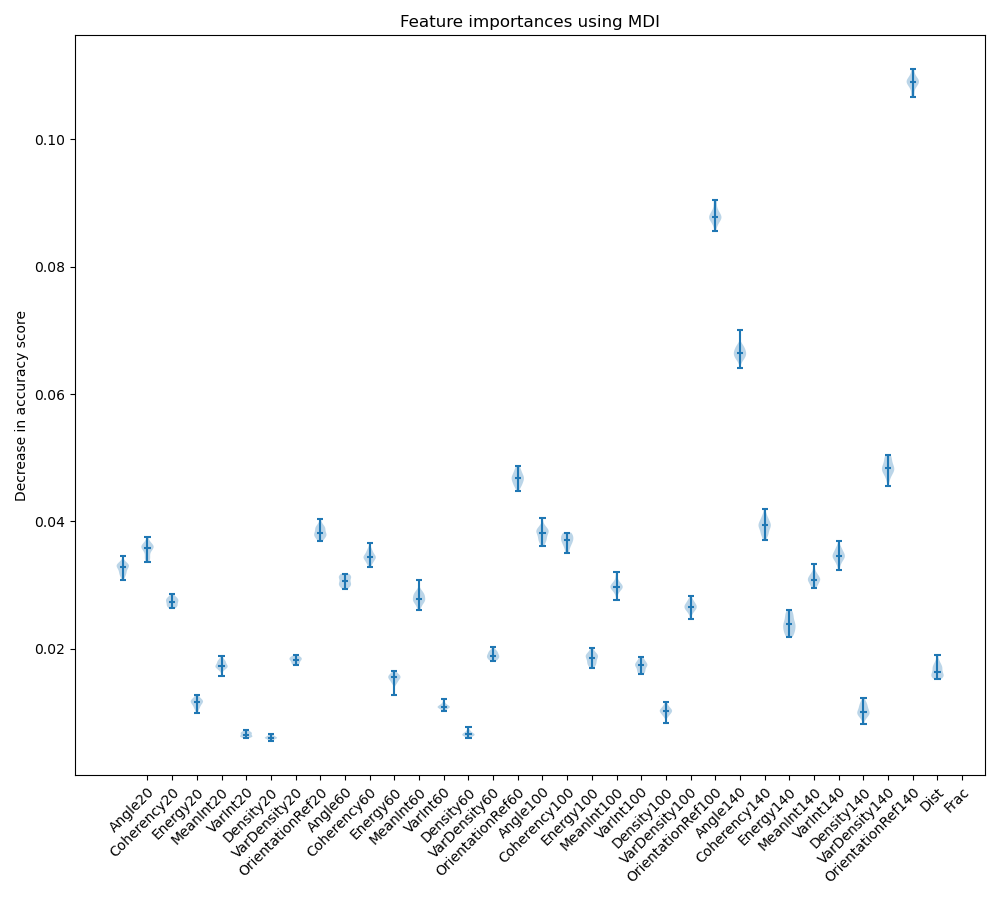 Feature importances using MDI
Decrease in accuracy score
0.10
0.08
0.06
0.04
0.02
Angle20
Coherency20
Energy20
MeanInt20
VarInt20
Density20
VarDensity20
OrientationRef20
Angle60
Coherency60
Energy60
MeanInt60
VarInt60
Density60
VarDensity60
OrientationRef60
Angle100
Coherency100
Energy100
MeanInt100
VarInt100
Density100
VarDensity100
OrientationRef100
Angle140
Coherency140
Energy140
MeanInt140
VarInt140
Density140
VarDensity140
OrientationRef140
Dist
Frac